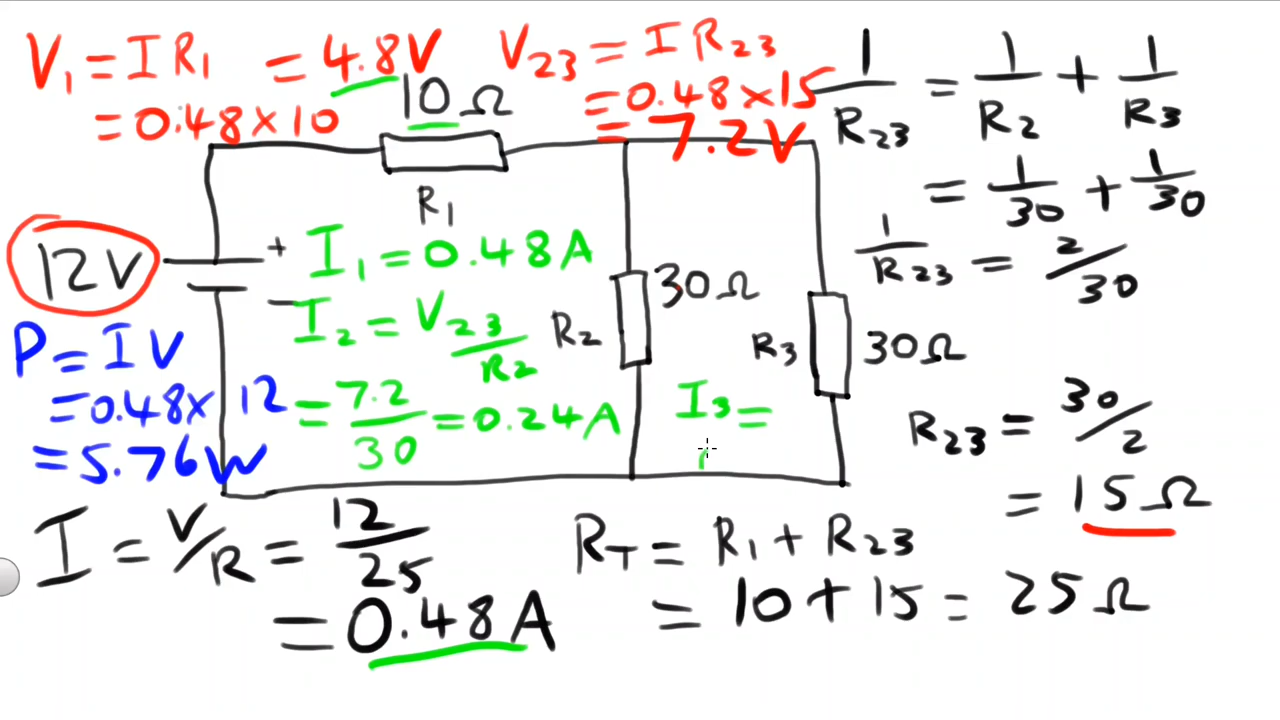 V₁ = IR₁ = 4.8V
= 0.48 × 10
V₂₃ = IR₂₃
= 0.48 × 15
= 7.2V
10Ω
R₁
12V
+
−
I₁ = 0.48A
I₂ = V₂₃/R₂
= 7.2/30 = 0.24A
R₂
30Ω
R₃
30Ω
I₃ =
P = IV
= 0.48 × 12
= 5.76W
1/R₂₃ = 1/R₂ + 1/R₃
= 1/30 + 1/30
1/R₂₃ = 2/30
R₂₃ = 30/2
= 15Ω
I = V/R = 12/25
= 0.48A
R_T = R₁ + R₂₃
= 10 + 15 = 25Ω